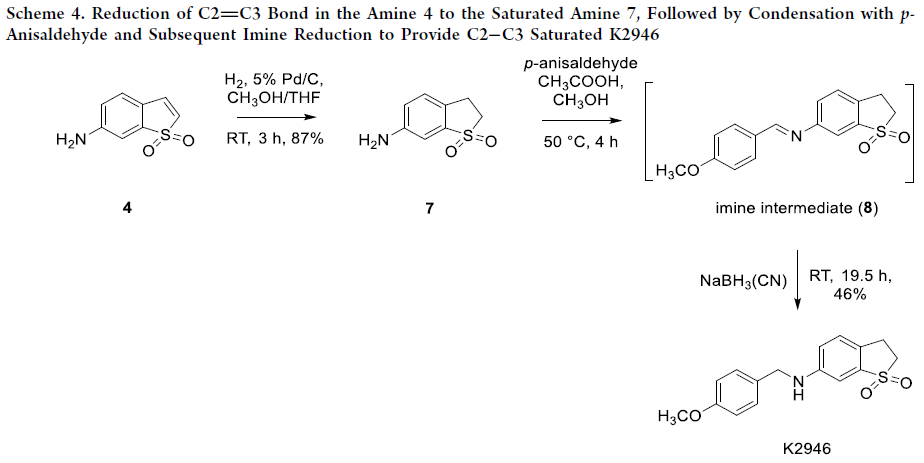 Scheme 4. Reduction of C2=C3 Bond in the Amine 4 to the Saturated Amine 7, Followed by Condensation with p-
Anisaldehyde and Subsequent Imine Reduction to Provide C2−C3 Saturated K2946
H₂, 5% Pd/C,
CH₃OH/THF
RT, 3 h, 87%
p-anisaldehyde
CH₃COOH,
CH₃OH
50 °C, 4 h
H₂N
S
O
O
4
H₂N
S
O
O
7
H₃CO
N
S
O
O
imine intermediate (8)
NaBH₃(CN)
RT, 19.5 h,
46%
H₃CO
N
H
S
O
O
K2946